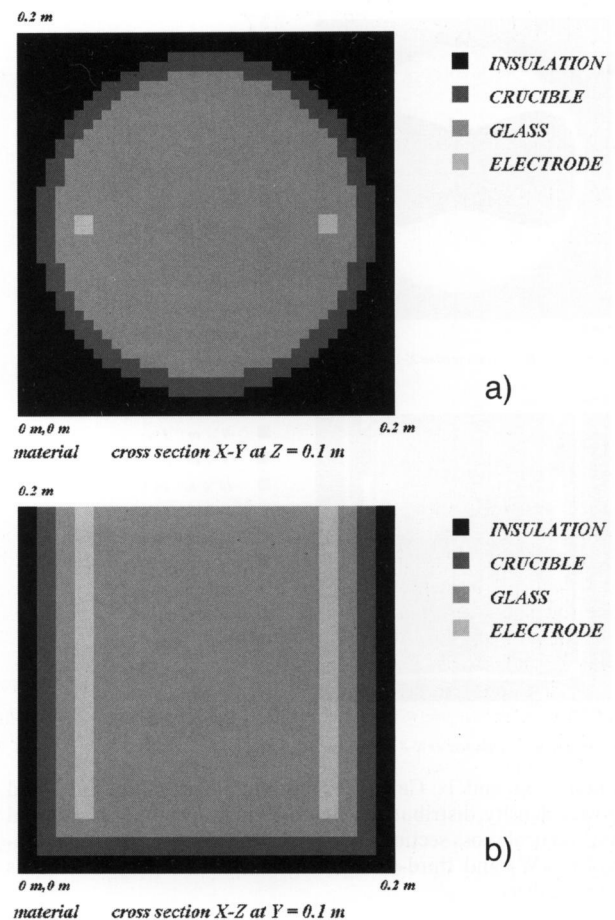 0.2 m
INSULATION
CRUCIBLE
GLASS
ELECTRODE
a)
0 m,0 m 0.2 m
material cross section X-Y at Z = 0.1 m
0.2 m
INSULATION
CRUCIBLE
GLASS
ELECTRODE
b)
0 m,0 m 0.2 m
material cross section X-Z at Y = 0.1 m